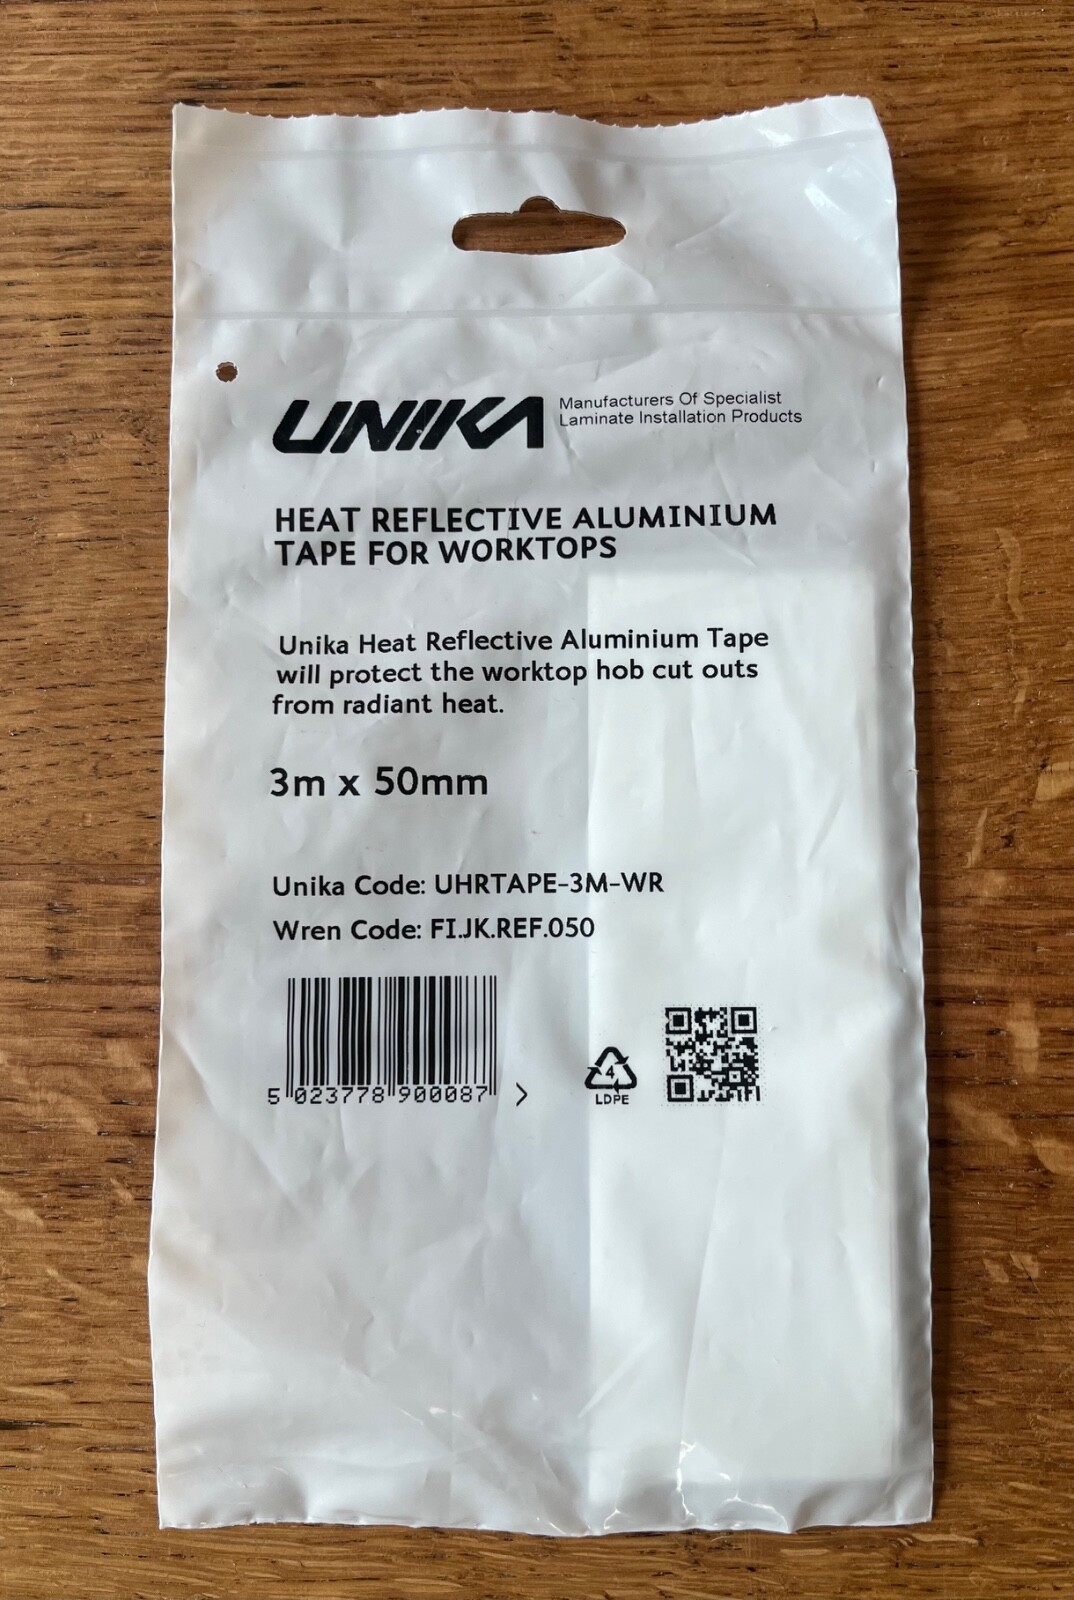 UNIKA
Manufacturers Of Specialist
Laminate Installation Products
HEAT REFLECTIVE ALUMINIUM
TAPE FOR WORKTOPS
Unika Heat Reflective Aluminium Tape
will protect the worktop hob cut outs
from radiant heat.
3m x 50mm
Unika Code: UHRTAPE-3M-WR
Wren Code: FI.JK.REF.050
5 023778 900087 >
4
LDPE